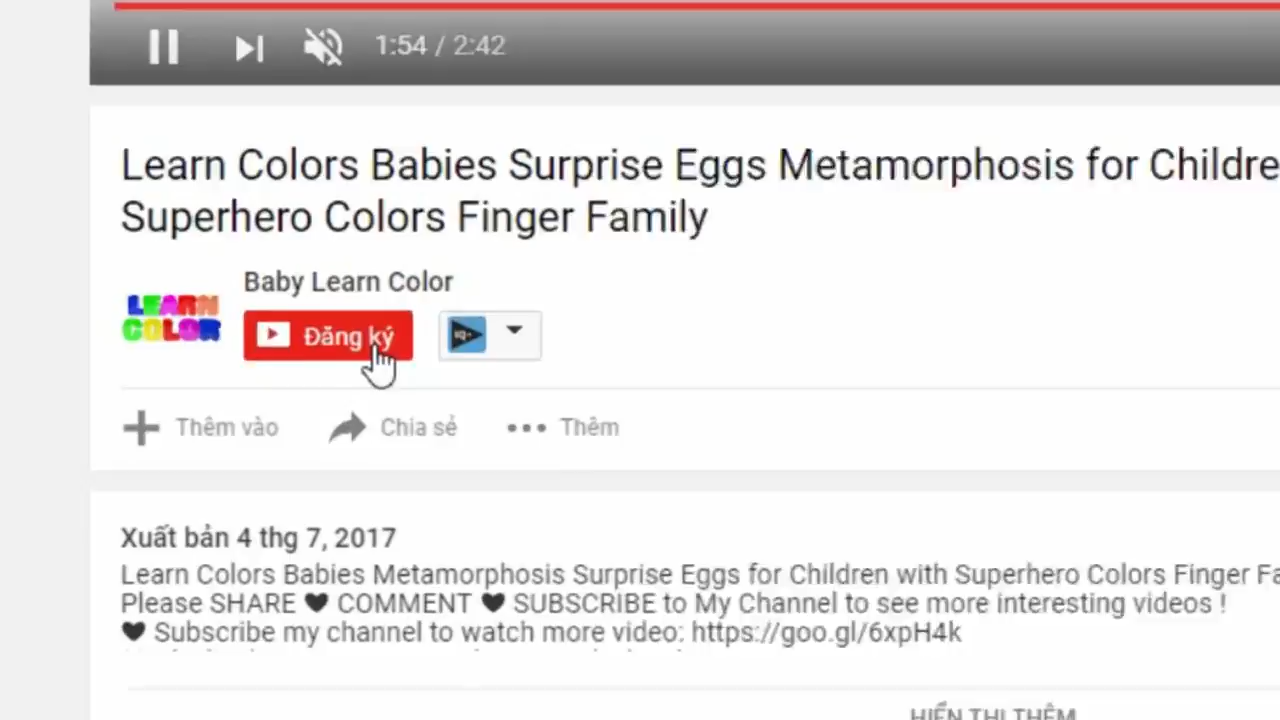 1:54 / 2:42
Learn Colors Babies Surprise Eggs Metamorphosis for Childre
Superhero Colors Finger Family
LEARN
COLOR
Baby Learn Color
Đăng ký
Thêm vào
Chia sẻ
Thêm
Xuất bản 4 thg 7, 2017
Learn Colors Babies Metamorphosis Surprise Eggs for Children with Superhero Colors Finger Fa
Please SHARE ♥ COMMENT ♥ SUBSCRIBE to My Channel to see more interesting videos !
♥ Subscribe my channel to watch more video: https://goo.gl/6xpH4k
HIỂN THỊ THÊM